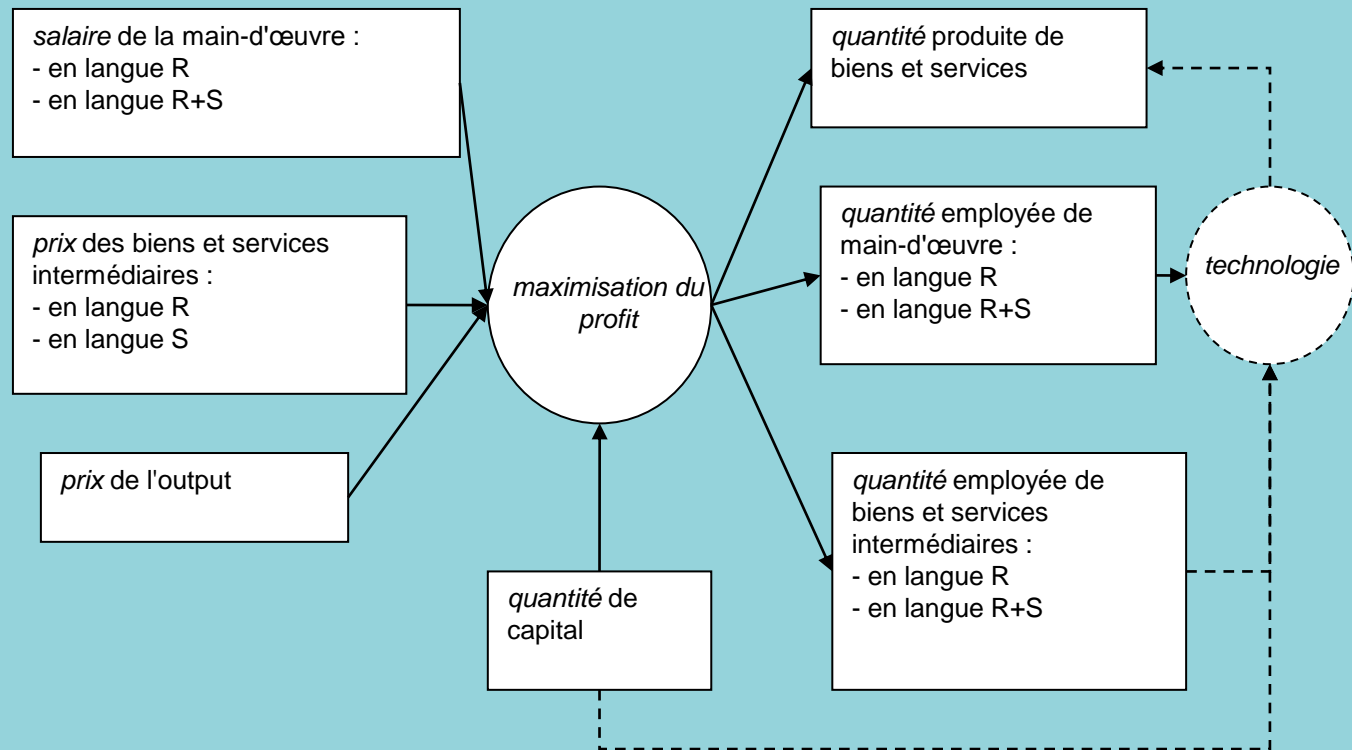 salaire de la main-d'œuvre :
- en langue R
- en langue R+S
prix des biens et services
intermédiaires :
- en langue R
- en langue S
prix de l'output
maximisation du
profit
quantité de
capital
quantité produite de
biens et services
quantité employée de
main-d'œuvre :
- en langue R
- en langue R+S
quantité employée de
biens et services
intermédiaires :
- en langue R
- en langue R+S
technologie